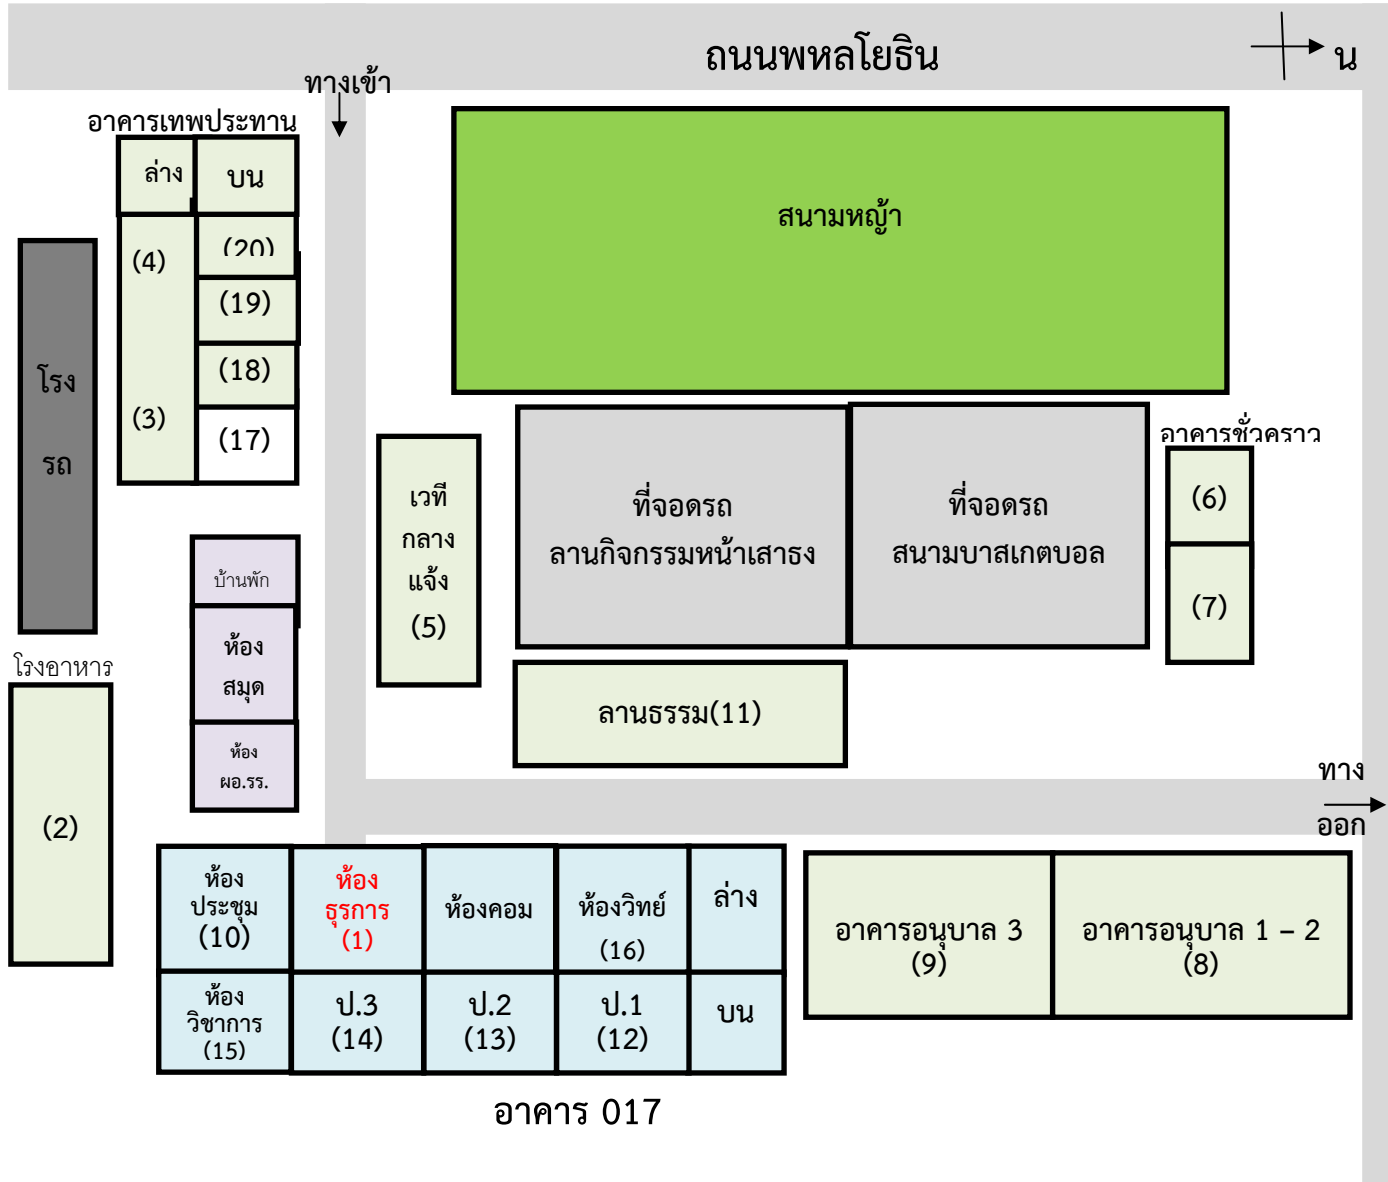 ถนนพหลโยธิน
น
ทางเข้า
อาคารเทพประทาน
ล่าง
บน
สนามหญ้า
(4)
(20)
(19)
(18)
(3)
(17)
โรง
รถ
อาคารชั่วคราว
เวที
กลาง
แจ้ง
(5)
ที่จอดรถ
ลานกิจกรรมหน้าเสาธง
ที่จอดรถ
สนามบาสเกตบอล
(6)
(7)
บ้านพัก
ห้อง
สมุด
ห้อง
ผอ.รร.
โรงอาหาร
(2)
ลานธรรม(11)
ทาง
ออก
ห้อง
ประชุม
(10)
ห้อง
ธุรการ
(1)
ห้องคอม
ห้องวิทย์
(16)
ล่าง
ห้อง
วิชาการ
(15)
ป.3
(14)
ป.2
(13)
ป.1
(12)
บน
อาคารอนุบาล 3
(9)
อาคารอนุบาล 1 – 2
(8)
อาคาร 017